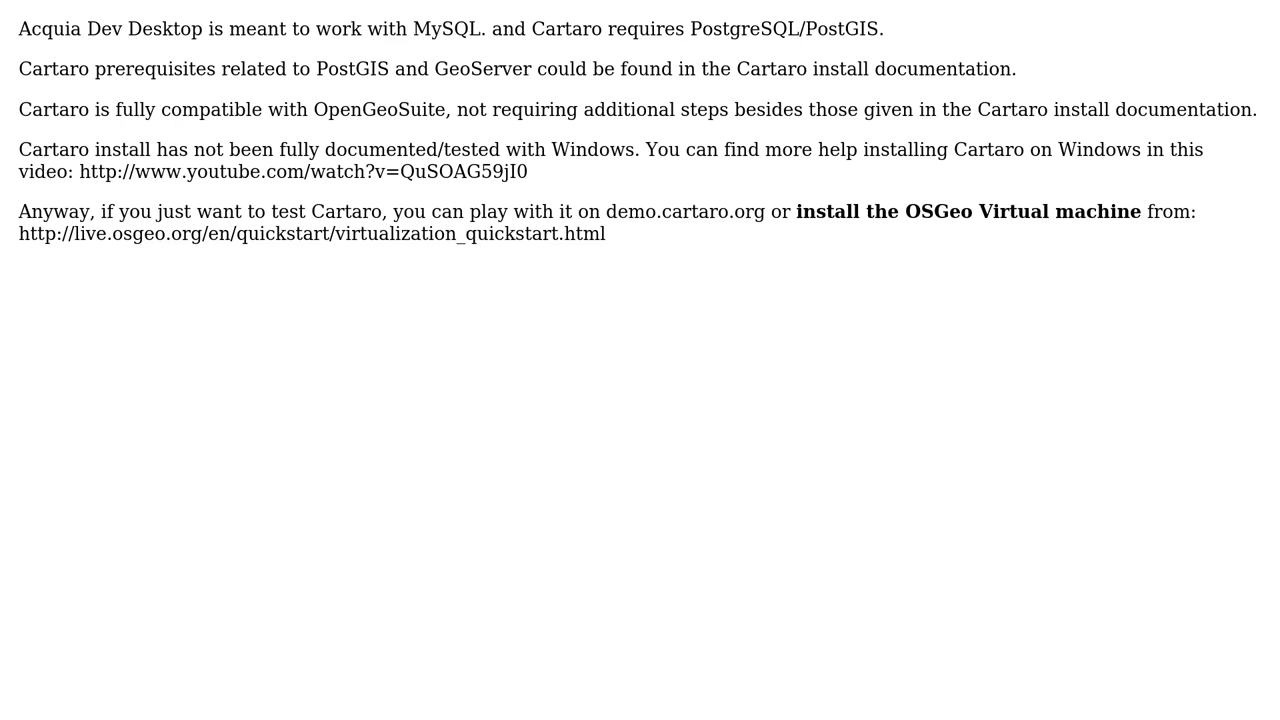 Acquia Dev Desktop is meant to work with MySQL. and Cartaro requires PostgreSQL/PostGIS.
Cartaro prerequisites related to PostGIS and GeoServer could be found in the Cartaro install documentation.
Cartaro is fully compatible with OpenGeoSuite, not requiring additional steps besides those given in the Cartaro install documentation.
Cartaro install has not been fully documented/tested with Windows. You can find more help installing Cartaro on Windows in this
video: http://www.youtube.com/watch?v=QuSOAG59jI0
Anyway, if you just want to test Cartaro, you can play with it on demo.cartaro.org or install the OSGeo Virtual machine from:
http://live.osgeo.org/en/quickstart/virtualization_quickstart.html